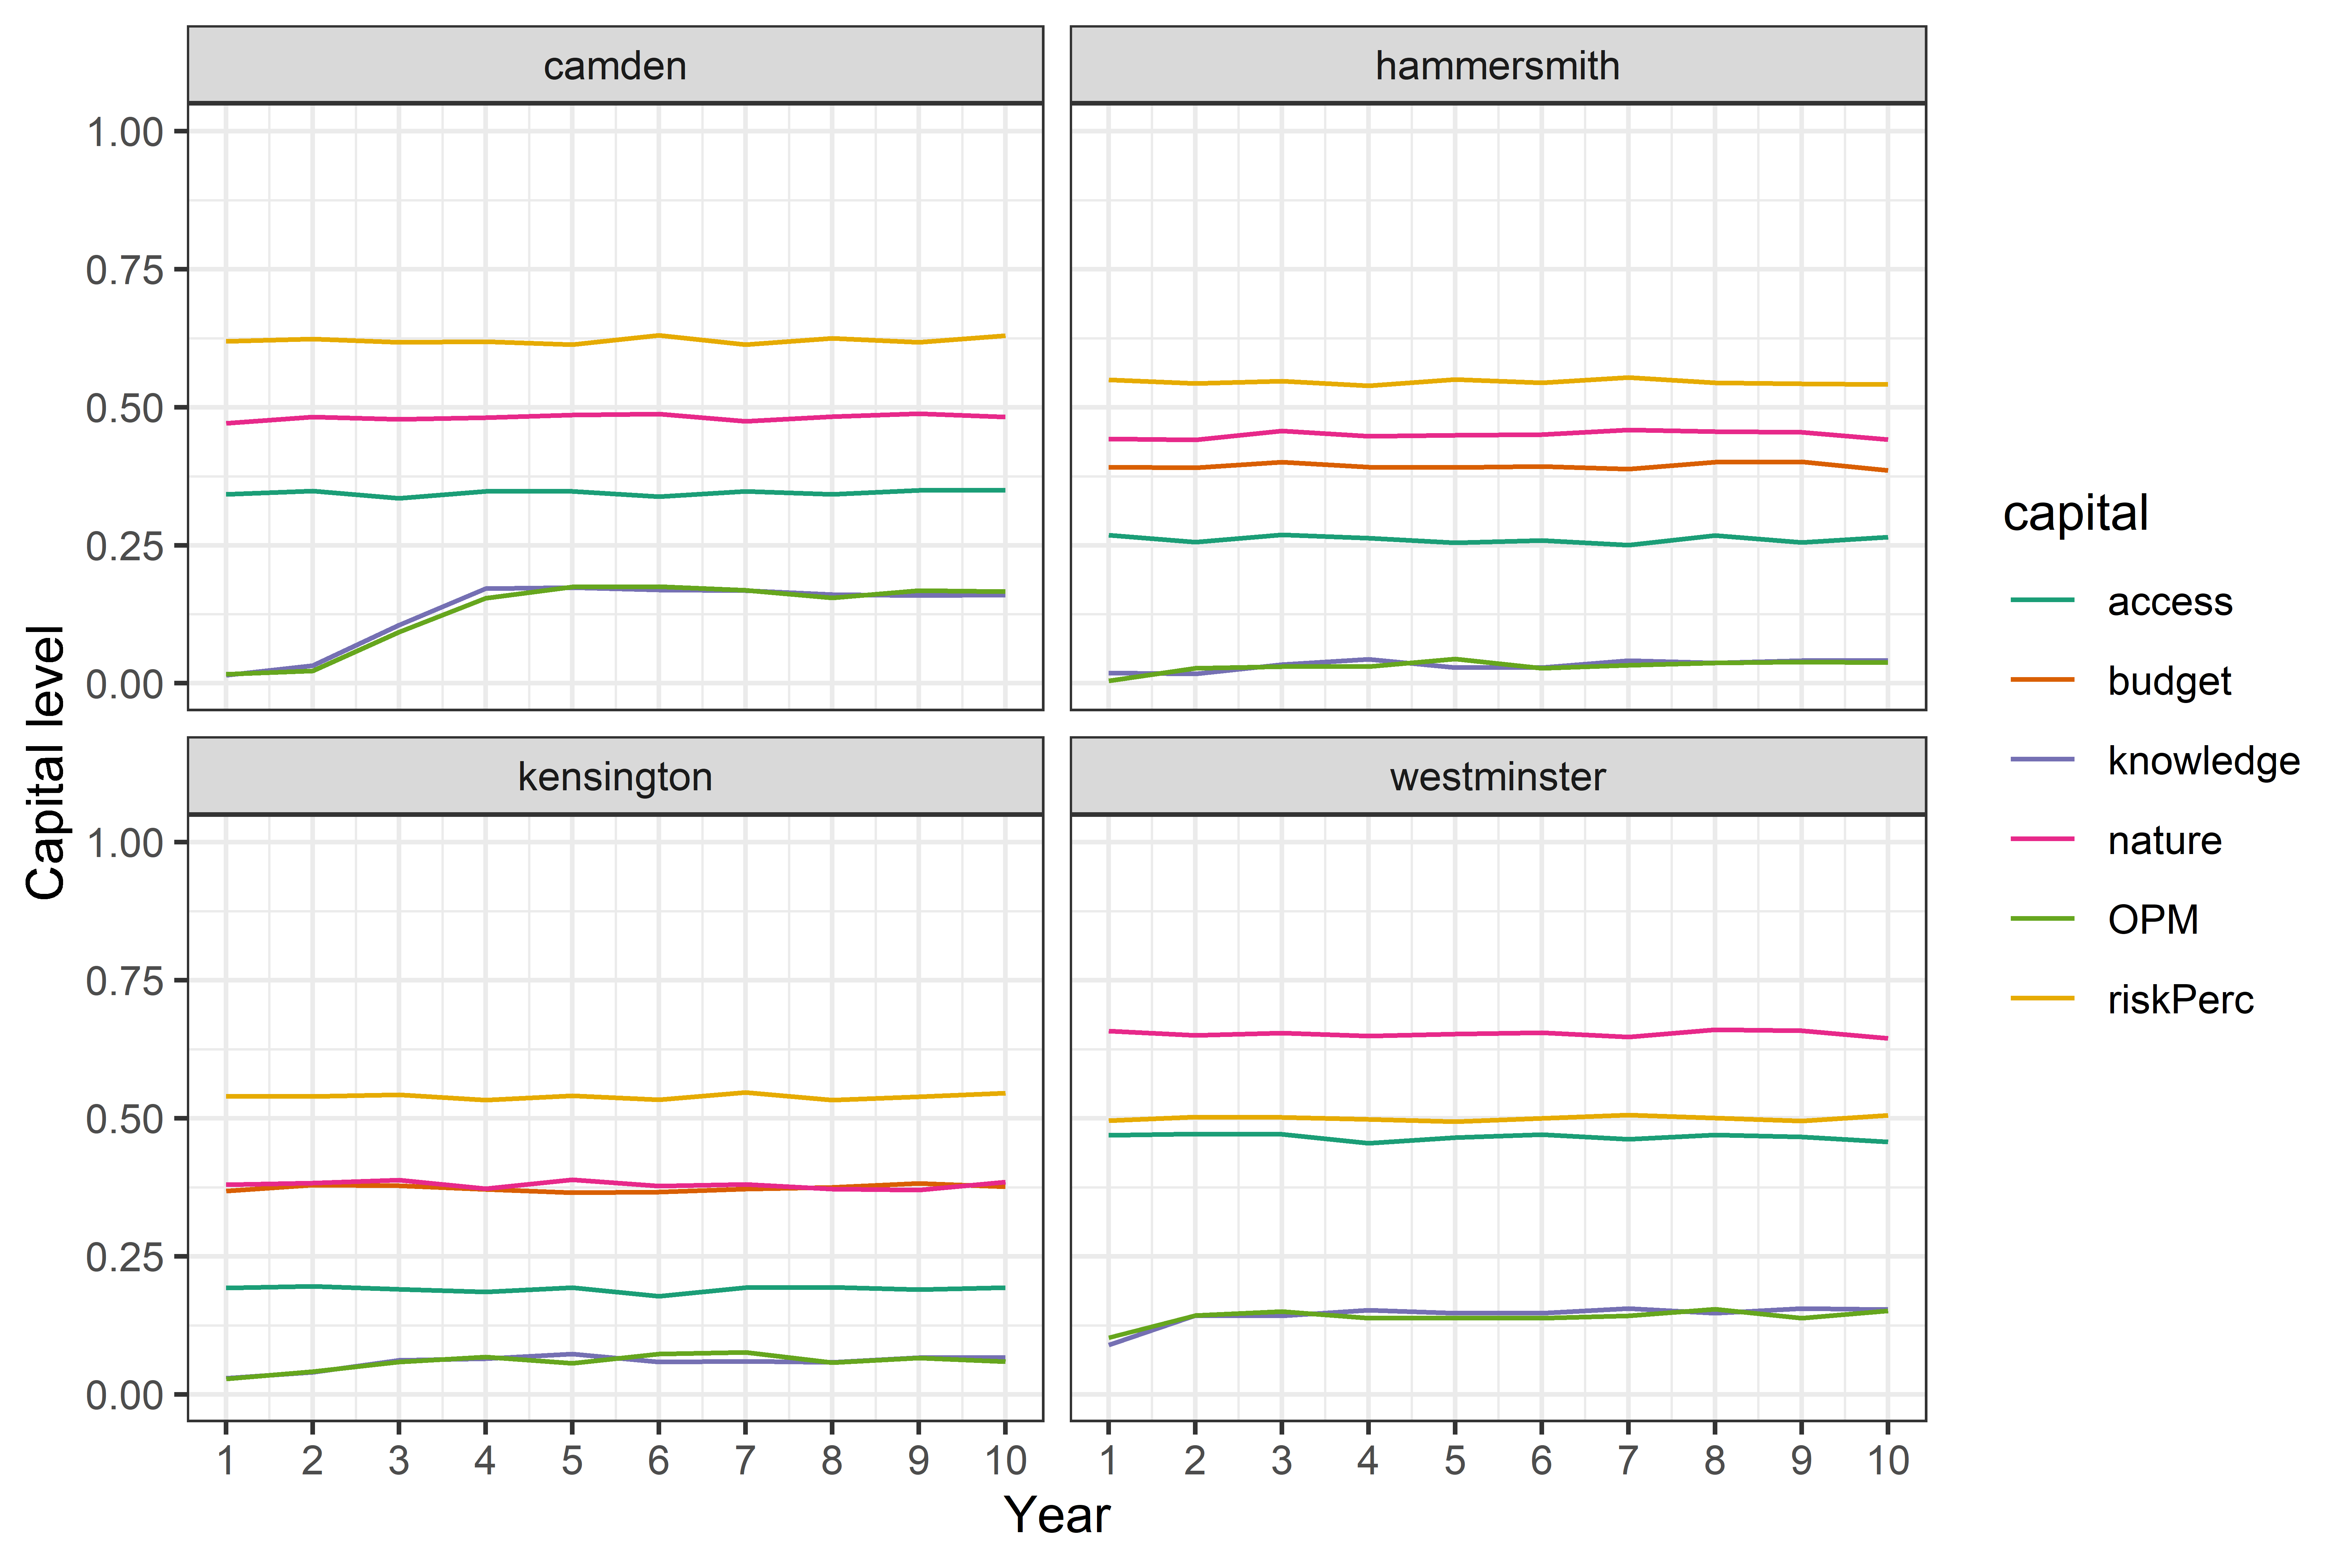 camden
hammersmith
1.00
0.75
0.50
0.25
0.00
kensington
westminster
1.00
0.75
0.50
0.25
0.00
1 2 3 4 5 6 7 8 9 10
1 2 3 4 5 6 7 8 9 10
Year
Capital level
capital
access
budget
knowledge
nature
OPM
riskPerc